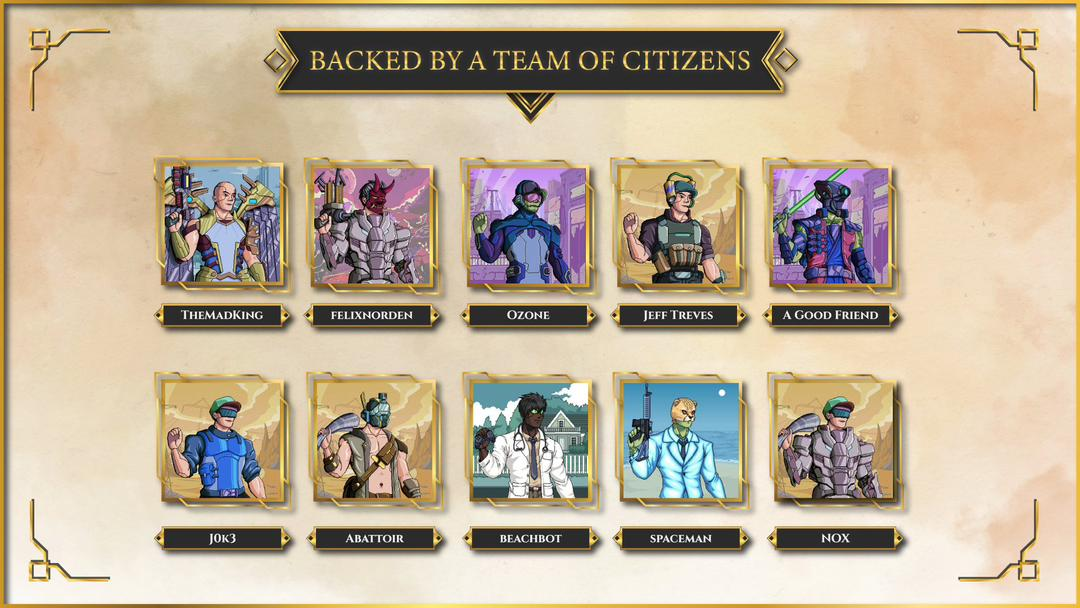 BACKED BY A TEAM OF CITIZENS
TheMadKing
felixnorden
Ozone
Jeff Treves
A Good Friend
J0k3
Abattoir
beachbot
spaceman
NOX